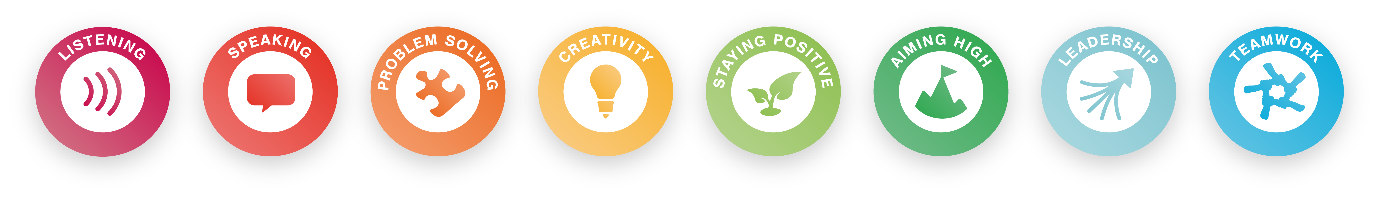 LISTENING
SPEAKING
PROBLEM SOLVING
CREATIVITY
STAYING POSITIVE
AIMING HIGH
LEADERSHIP
TEAMWORK